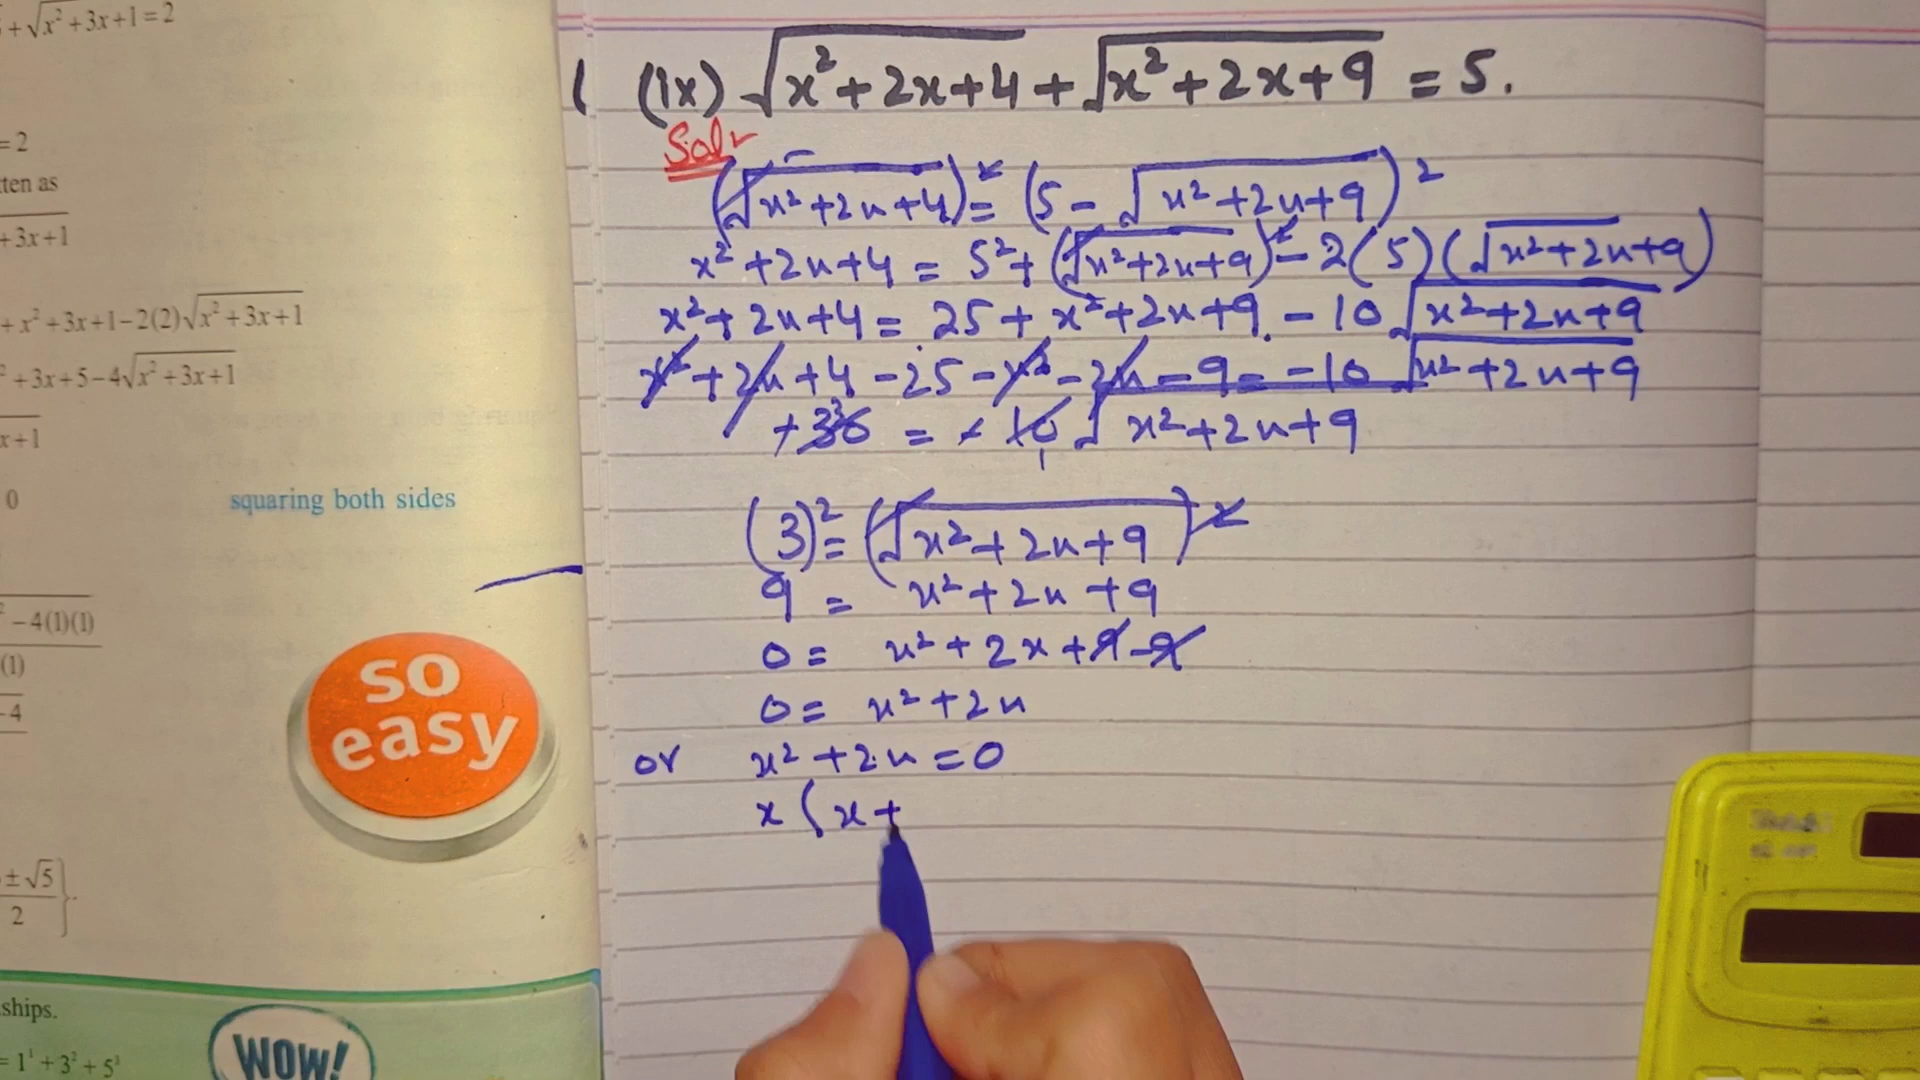 +√x²+3x+1=2
=2
ten as
+3x+1
+x²+3x+1-2(2)√x²+3x+1
²+3x+5-4√x²+3x+1
x+1
0
squaring both sides
²-4(1)(1)
(1)
-4
so
easy
±√5}.
2
ships.
=1¹+3²+5³
WOW!
(ix) √x²+2x+4 + √x²+2x+9 = 5.
Solr
(√x²+2x+4)² = (5 - √x²+2x+9)²
x²+2x+4 = 5² + (√x²+2x+9)² - 2(5)(√x²+2x+9)
x²+2x+4 = 25 + x²+2x+9 - 10√x²+2x+9
x²+2x+4-25-x²-2x-9 = -10√x²+2x+9
+30 = -10√x²+2x+9
(3)² = (√x²+2x+9)²
9 = x²+2x+9
0 = x²+2x+9-9
0 = x²+2x
or x²+2x=0
x(x+